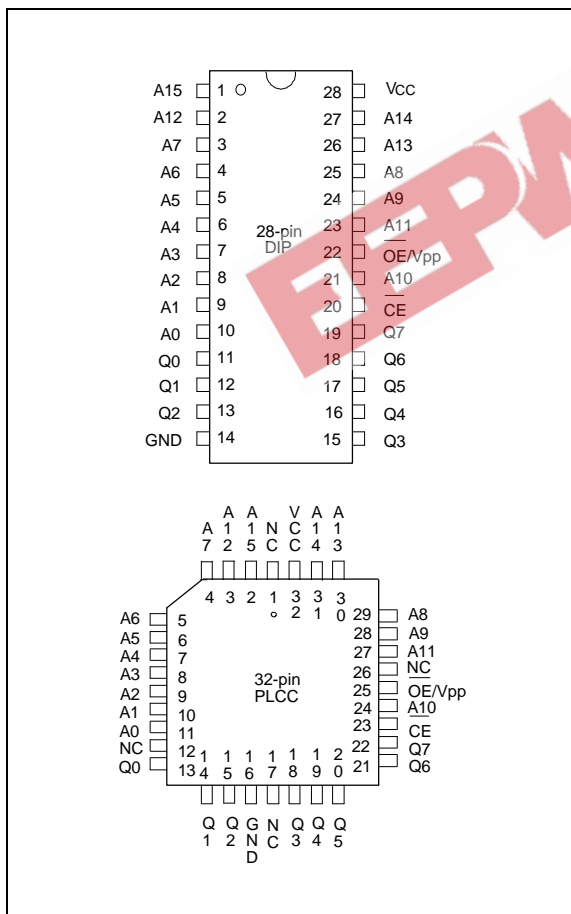 A15 1 28 VCC
A12 2 27 A14
A7 3 26 A13
A6 4 25 A8
A5 5 24 A9
A4 6 23 A11
28-pin
DIP
A3 7 22 OE/Vpp
A2 8 21 A10
A1 9 20 CE
A0 10 19 Q7
Q0 11 18 Q6
Q1 12 17 Q5
Q2 13 16 Q4
GND 14 15 Q3
EEPW
A7 A12 A15 NC VCC A14 A13
4 3 2 1 32 31 30
A6 5 29 A8
A5 6 28 A9
A4 7 27 A11
A3 8 26 NC
32-pin
PLCC
A2 9 25 OE/Vpp
A1 10 24 A10
A0 11 23 CE
NC 12 22 Q7
Q0 13 21 Q6
14 15 16 17 18 19 20
Q1 Q2 GND NC Q3 Q4 Q5